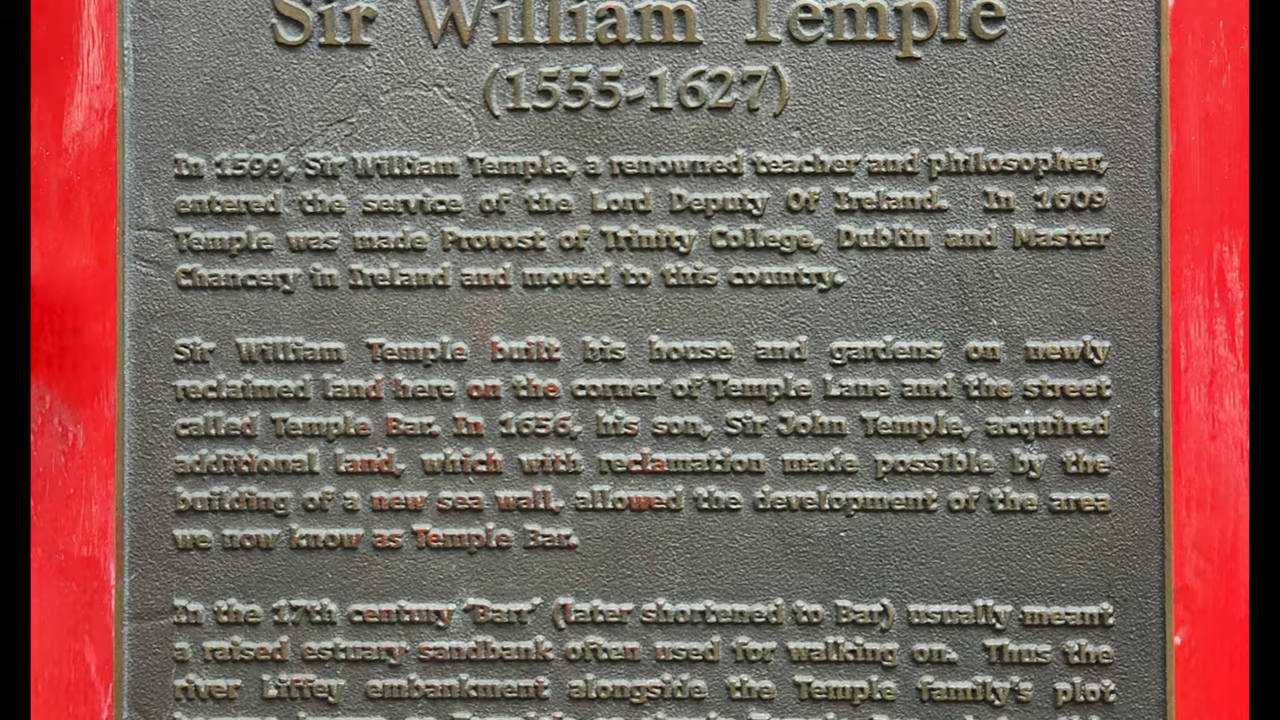 Sir William Temple
(1555-1627)
In 1599, Sir William Temple, a renowned teacher and philosopher,
entered the service of the Lord Deputy Of Ireland. In 1609
Temple was made Provost of Trinity College, Dublin and Master
Chancery in Ireland and moved to this country.
Sir William Temple built his house and gardens on newly
reclaimed land here on the corner of Temple Lane and the street
called Temple Bar. In 1656, his son, Sir John Temple, acquired
additional land, which with reclamation made possible by the
building of a new sea wall, allowed the development of the area
we now know as Temple Bar.
In the 17th century 'Barr' (later shortened to Bar) usually meant
a raised estuary sandbank often used for walking on. Thus the
river Liffey embankment alongside the Temple family's plot